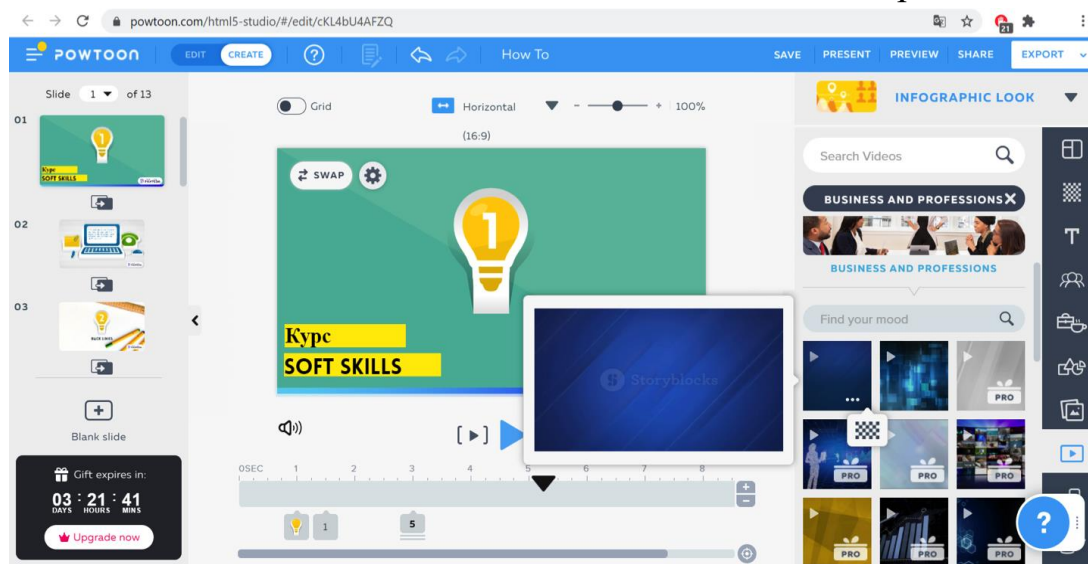 powtoon.com/html5-studio/#/edit/cKL4bU4AFZQ
21
POWTOON
EDIT
CREATE
?
How To
SAVE
PRESENT
PREVIEW
SHARE
EXPORT
Slide 1 of 13
Grid
Horizontal
(16:9)
- + 100%
INFOGRAPHIC LOOK
01
Курс
SOFT SKILLS
02
03
+
Blank slide
Gift expires in:
03 : 21 : 41
DAYS HOURS MINS
Upgrade now
SWAP
1
Курс
SOFT SKILLS
Storyblocks
0SEC 1 2 3 4 5 6 7 8
1
5
+
-
Search Videos
BUSINESS AND PROFESSIONS X
BUSINESS AND PROFESSIONS
Find your mood
PRO
PRO
PRO
PRO
PRO
PRO
PRO
T
?